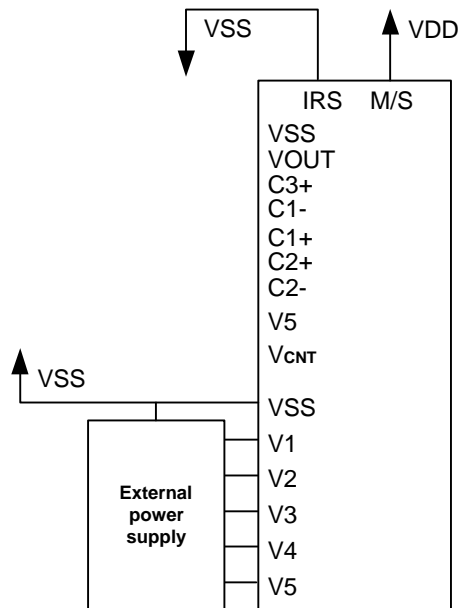 VSS
VDD
IRS M/S
VSS
VOUT
C3+
C1-
C1+
C2+
C2-
V5
VCNT
VSS
VSS
V1
V2
V3
V4
V5
External
power
supply